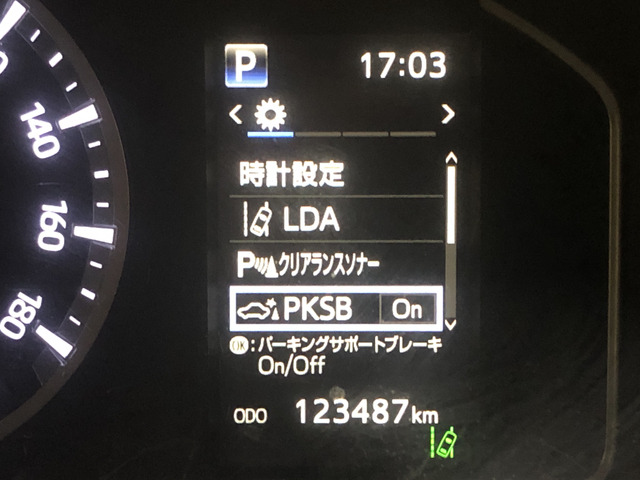 P 17:03
時計設定
LDA
Pクリアランスソナー
PKSB On
OK:パーキングサポートブレーキ
On/Off
ODO 123487km
140
160
180